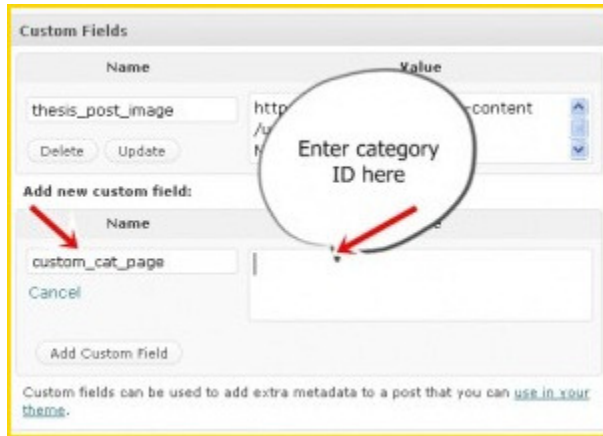 Custom Fields
Name Value
thesis_post_image http -content
/u
Delete Update
Enter category
ID here
Add new custom field:
Name
custom_cat_page
Cancel
Add Custom Field
Custom fields can be used to add extra metadata to a post that you can use in your
theme.